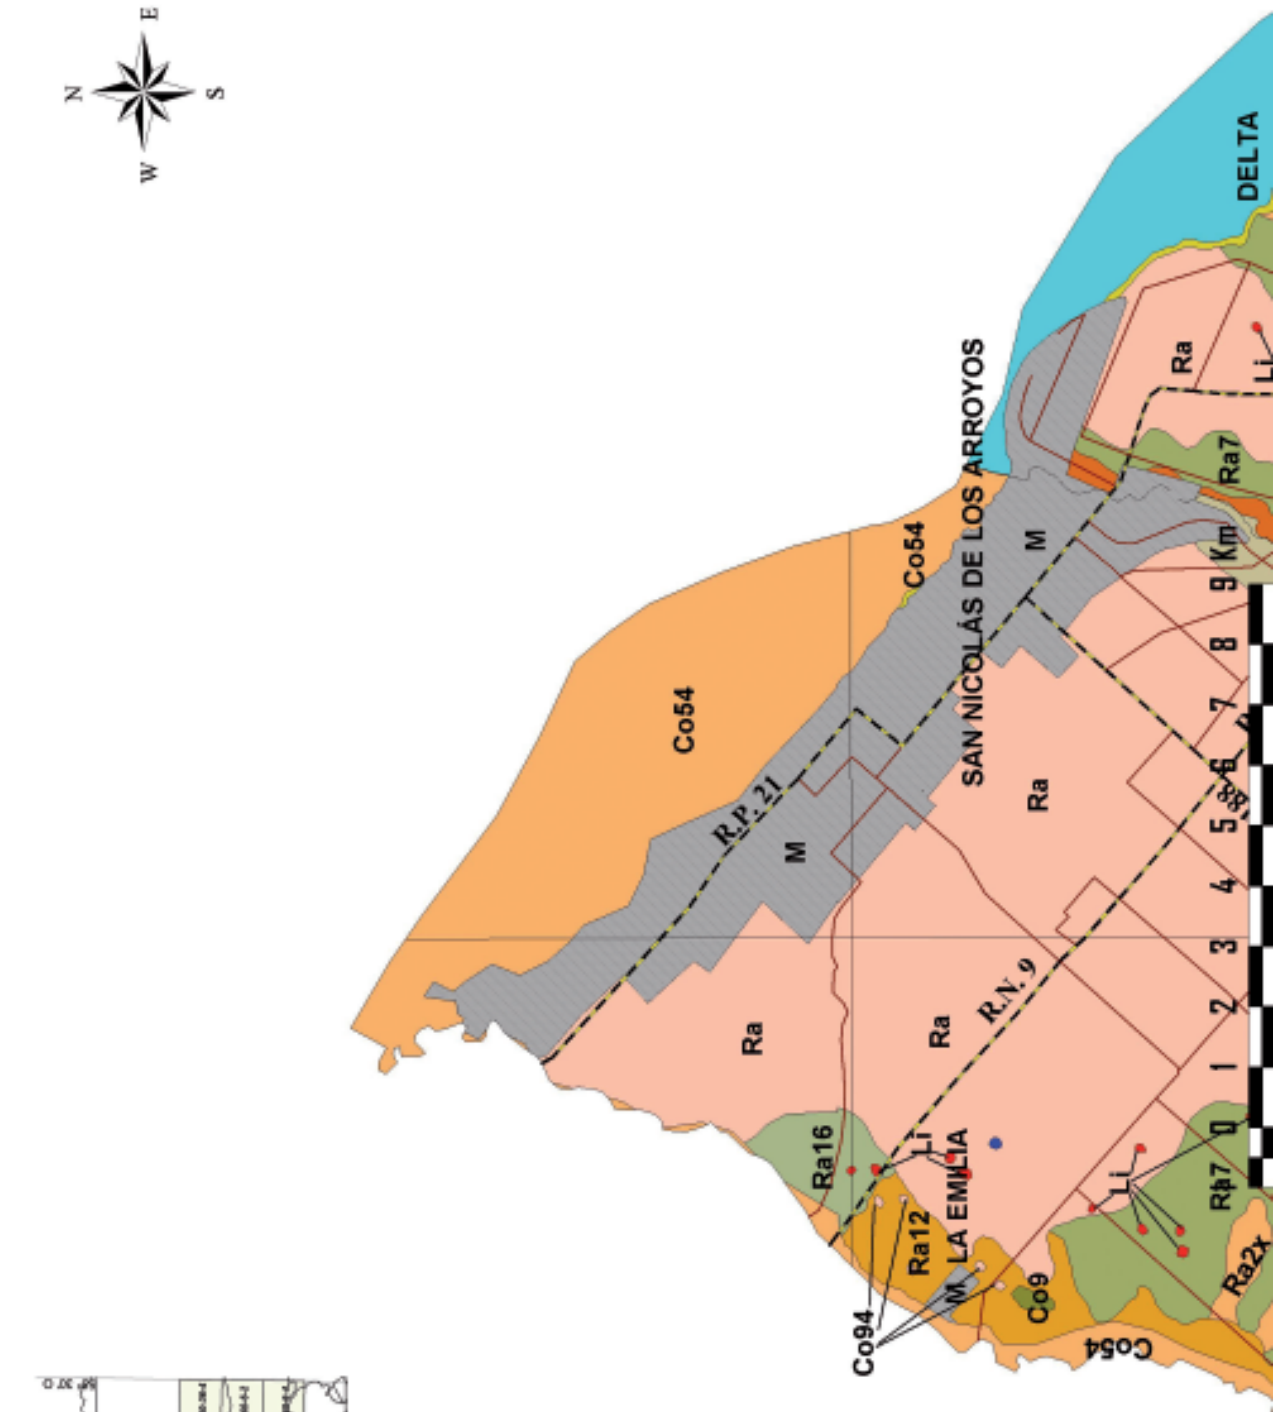 E
N
S
W
DELTA
Ra
Li
SAN NICOLÁS DE LOS ARROYOS
Ra7
Co54
M
Km
9
8
7
6
5
4
3
2
1
0
Co54
Ra
R.P. 21
M
188
R.N. 9
Ra
Ra
Ra16
Li
LA EMILIA
M
Li
Ra7
Ra12
Ra2x
Co94
Co9
Co54